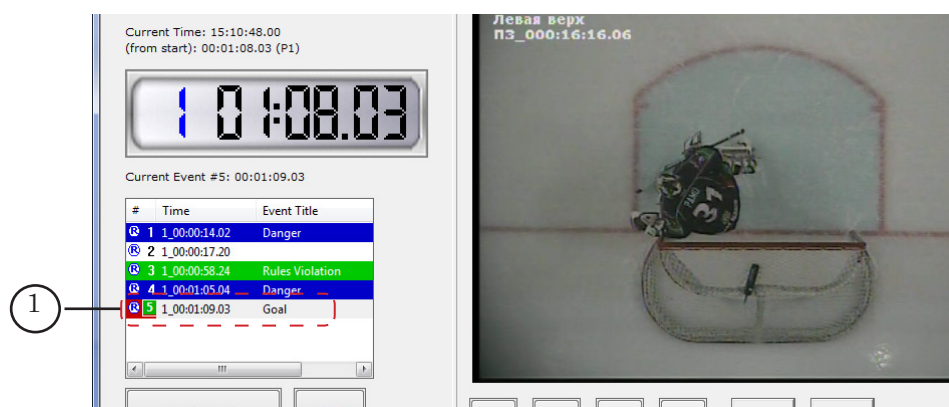 Current Time: 15:10:48.00
(from start): 00:01:08.03 (P1)
1 01:08.03
Current Event #5: 00:01:09.03
# Time Event Title
R 1 1_00:00:14.02 Danger
R 2 1_00:00:17.20
R 3 1_00:00:58.24 Rules Violation
R 4 1_00:01:05.04 Danger
R 5 1_00:01:09.03 Goal
1
Левая верх
ПЗ_000:16:16.06
РАМО
31